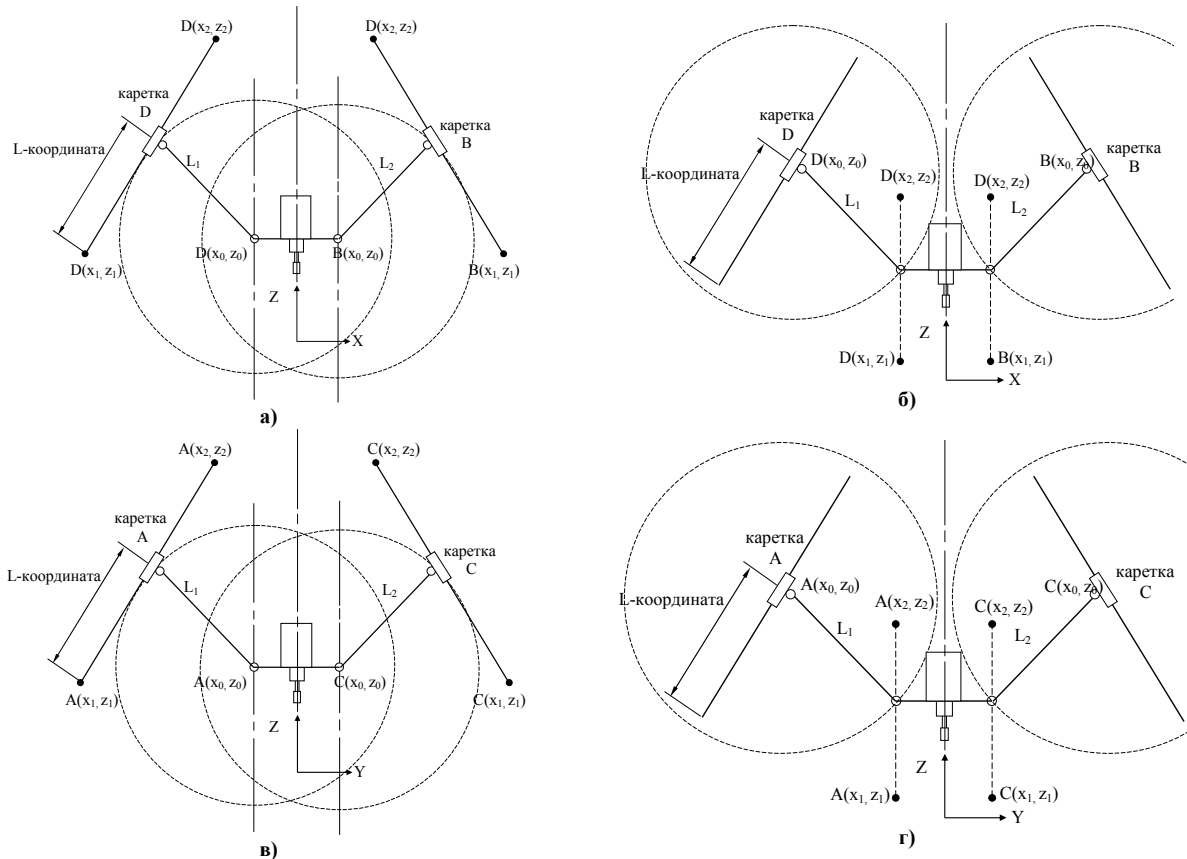 D(x₂, z₂)
D(x₂, z₂)
каретка
D
каретка
B
L-координата
L₁
L₂
D(x₀, z₀)
B(x₀, z₀)
D(x₁, z₁)
B(x₁, z₁)
Z
X
а)
каретка
D
D(x₀, z₀)
B(x₀, z₀)
каретка
B
L-координата
D(x₂, z₂)
D(x₂, z₂)
L₁
L₂
Z
D(x₁, z₁)
B(x₁, z₁)
X
б)
A(x₂, z₂)
C(x₂, z₂)
каретка
A
каретка
C
L-координата
L₁
L₂
A(x₀, z₀)
C(x₀, z₀)
A(x₁, z₁)
C(x₁, z₁)
Z
Y
в)
каретка
A
A(x₀, z₀)
C(x₀, z₀)
каретка
C
L-координата
A(x₂, z₂)
C(x₂, z₂)
L₁
L₂
Z
A(x₁, z₁)
C(x₁, z₁)
Y
г)